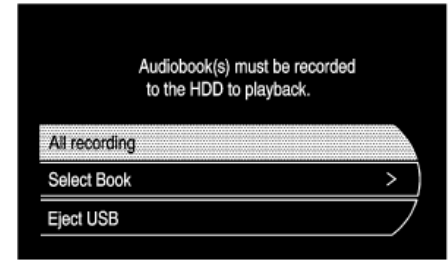 Audiobook(s) must be recorded
to the HDD to playback.
All recording
Select Book >
Eject USB